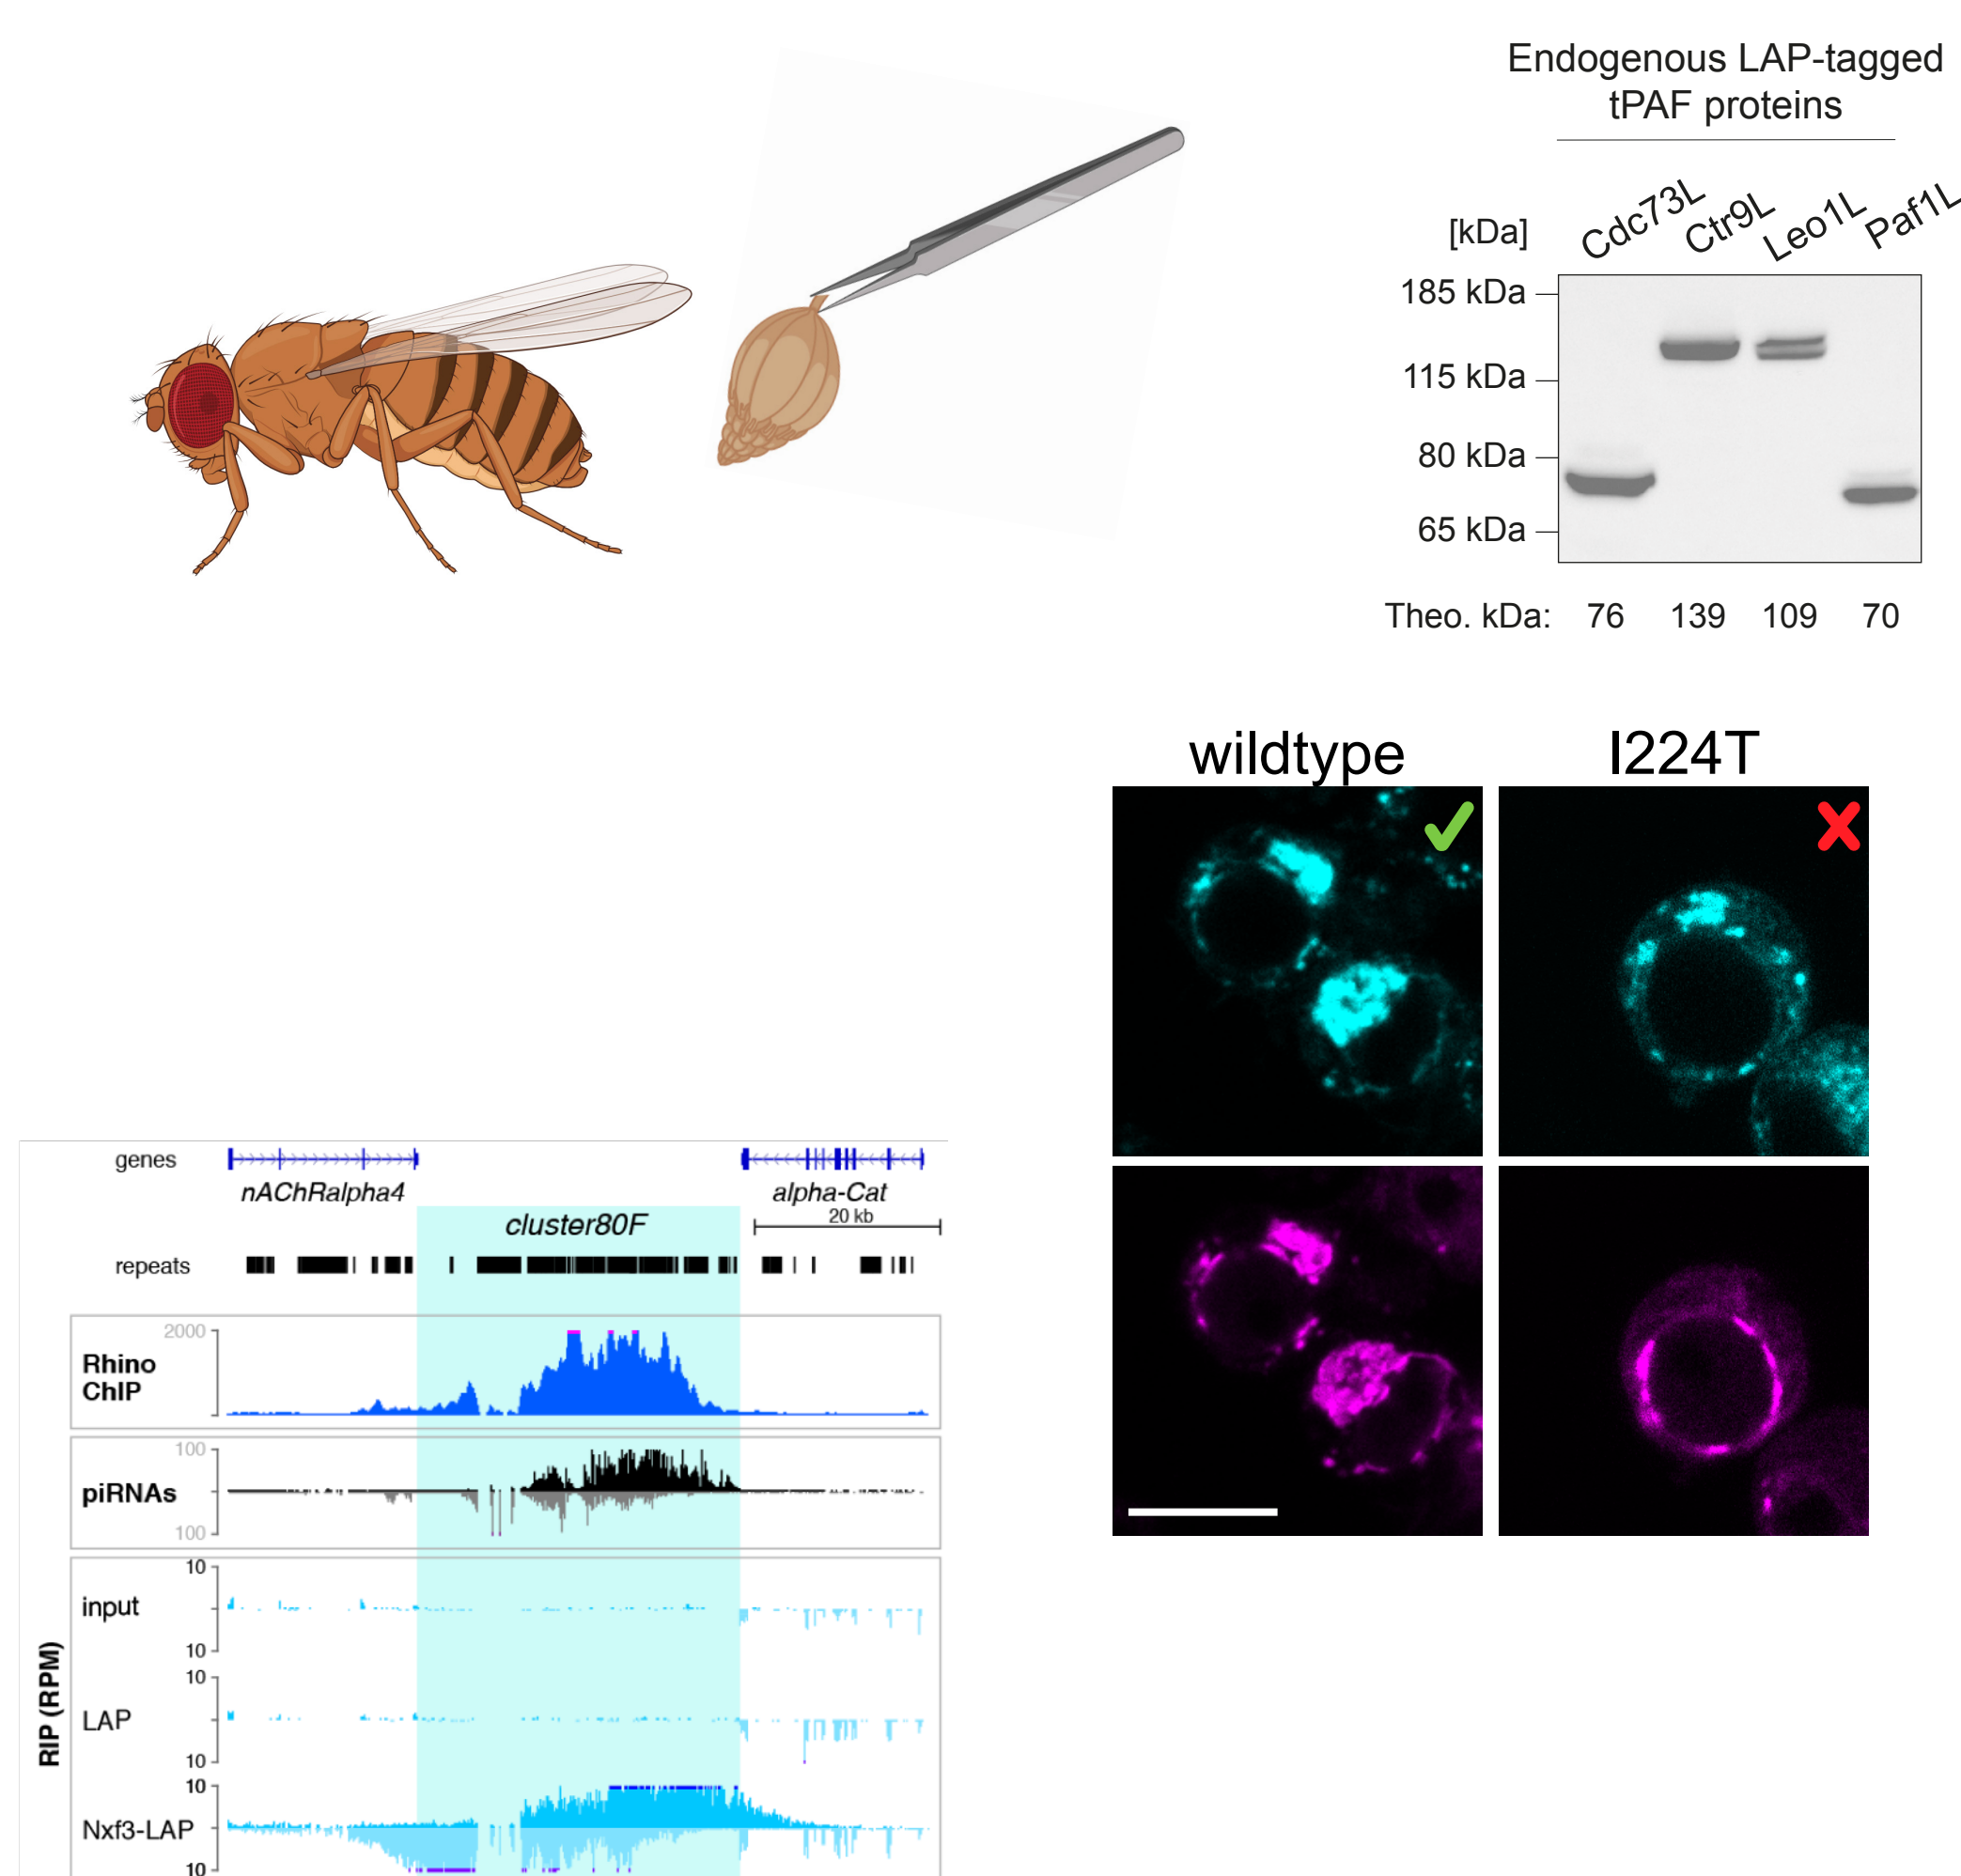 Endogenous LAP-tagged
tPAF proteins
[kDa] Cdc73L Ctr9L Leo1L Paf1L
185 kDa
115 kDa
80 kDa
65 kDa
Theo. kDa: 76 139 109 70
wildtype I224T
genes
nAChRalpha4 alpha-Cat
cluster80F 20 kb
repeats
2000
Rhino
ChIP
100
piRNAs
100
10
input
10
RIP (RPM)
10
LAP
10
10
Nxf3-LAP
10